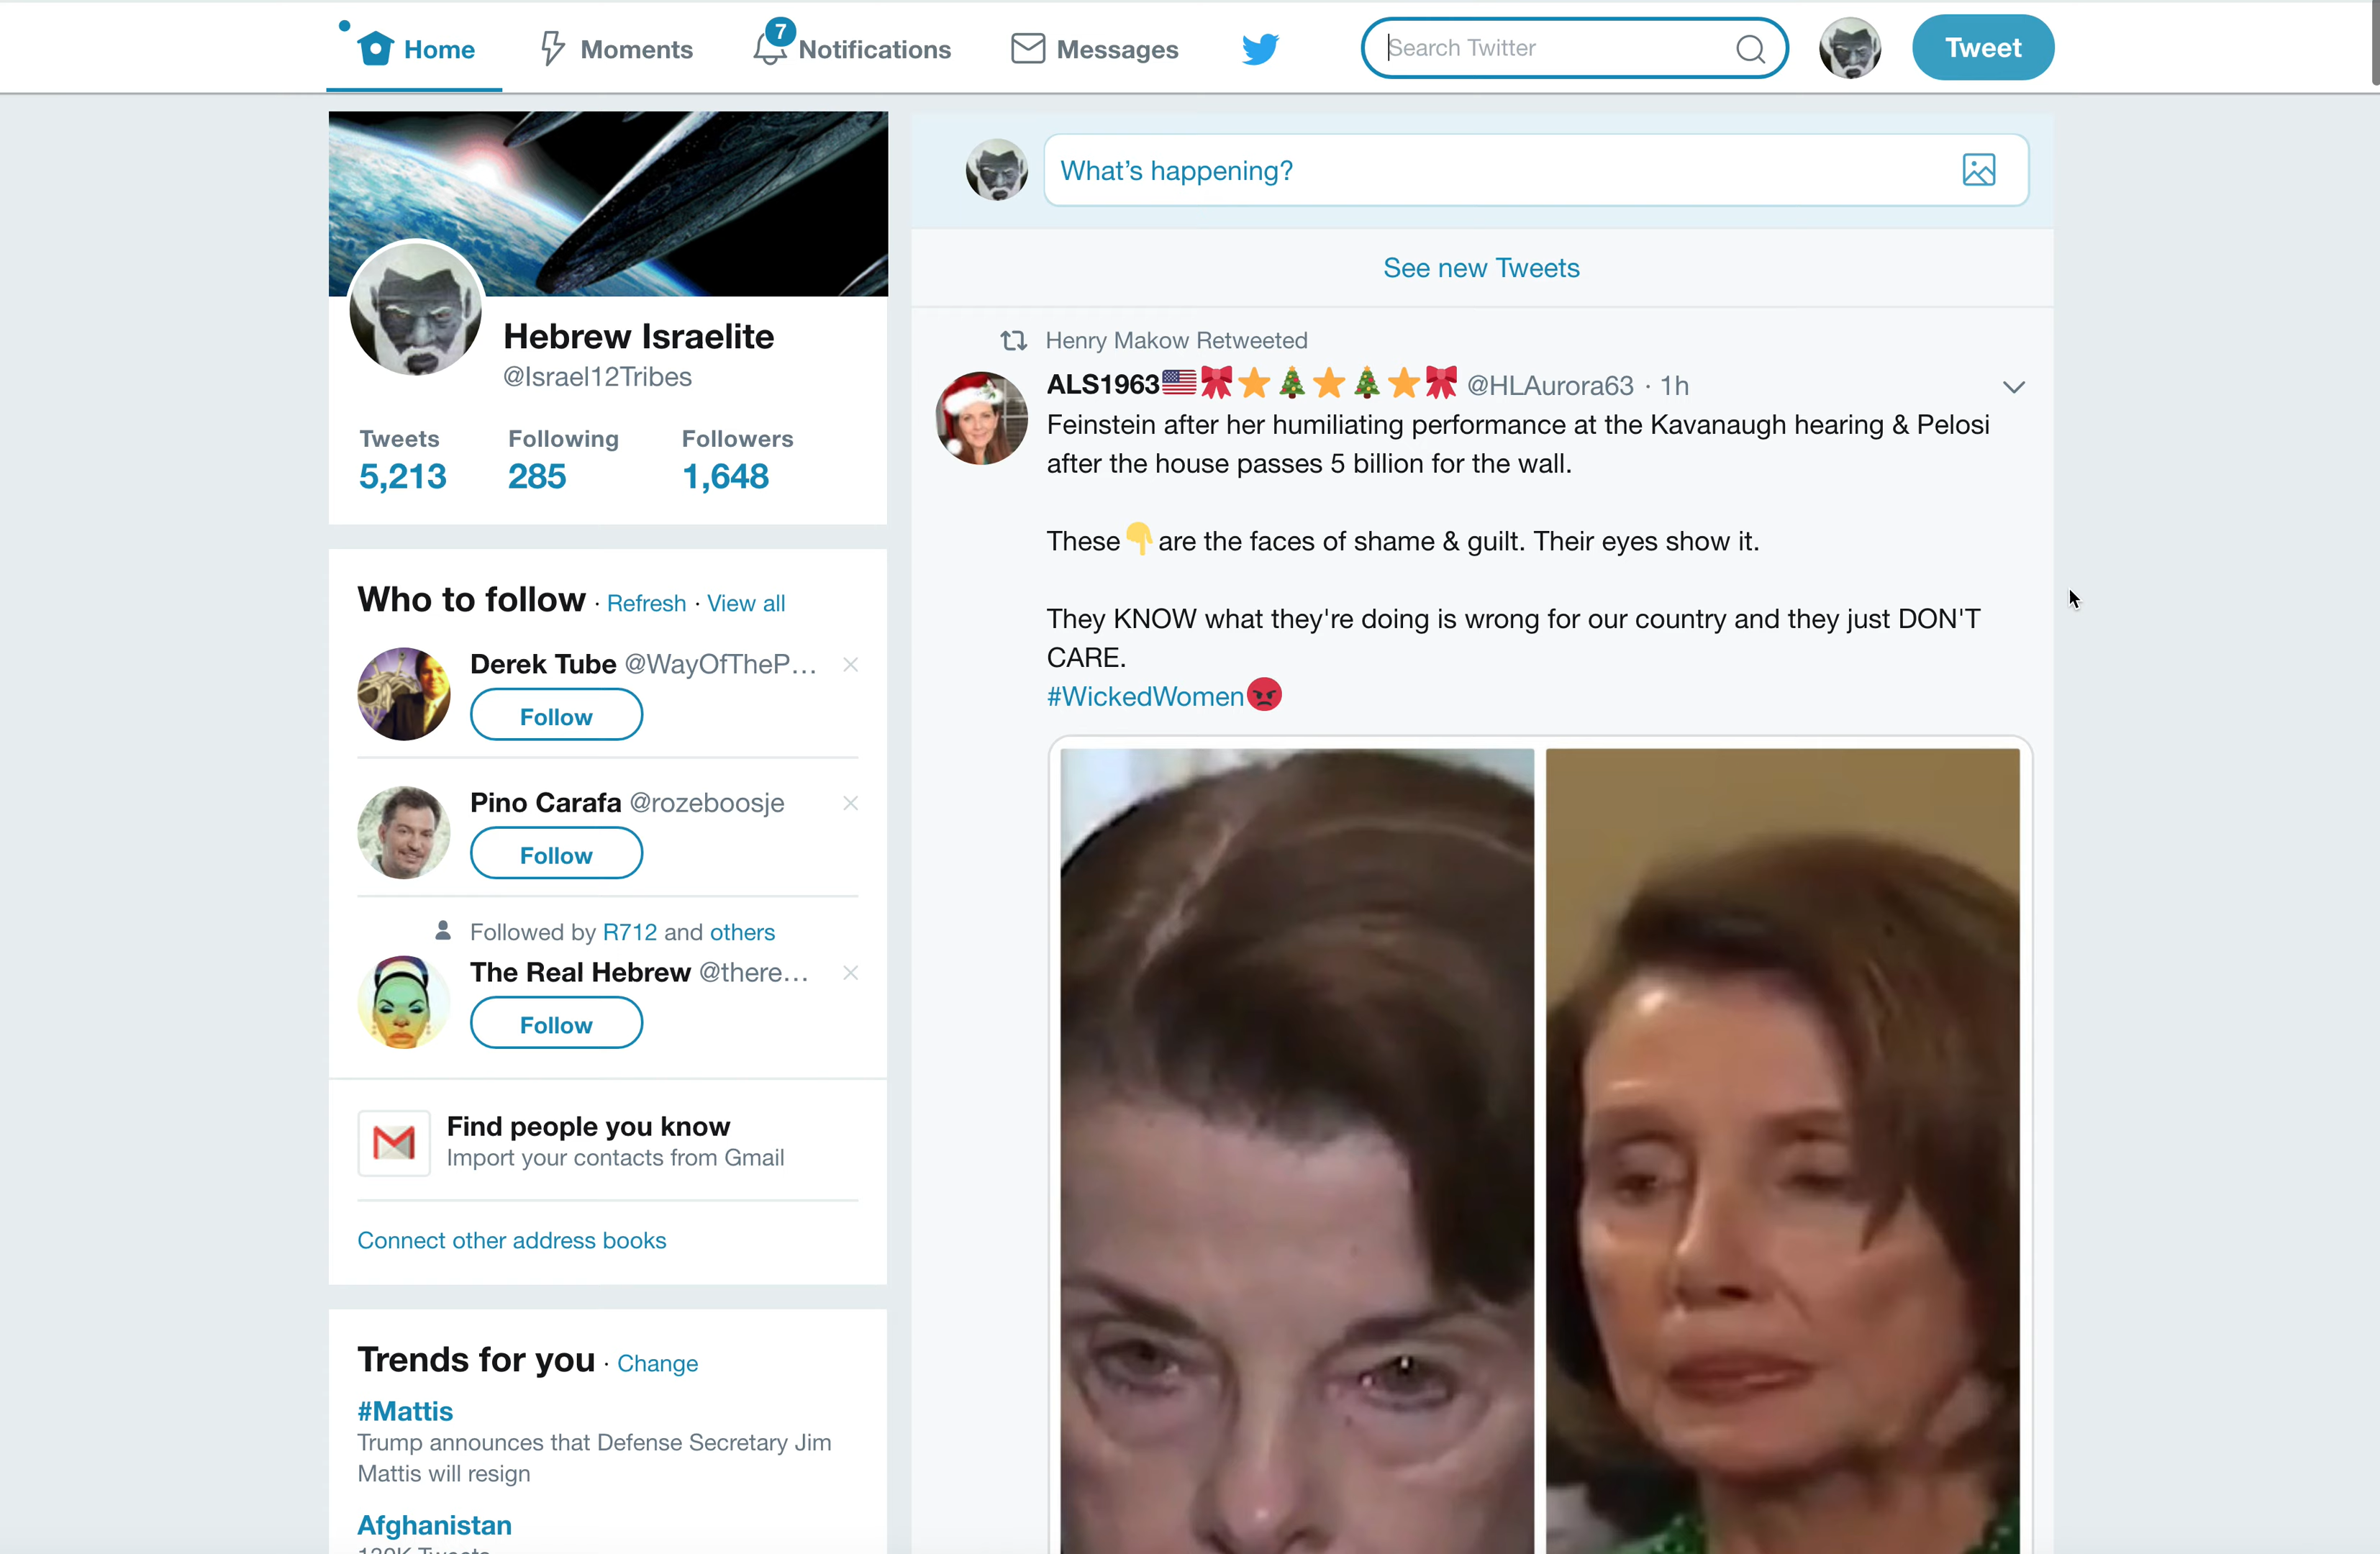 Home
Moments
7
Notifications
Messages
Search Twitter
Tweet
Hebrew Israelite
@Israel12Tribes
Tweets Following Followers
5,213 285 1,648
Who to follow · Refresh · View all
Derek Tube @WayOfTheP...
Follow
Pino Carafa @rozeboosje
Follow
Followed by R712 and others
The Real Hebrew @there...
Follow
Find people you know
Import your contacts from Gmail
Connect other address books
Trends for you · Change
#Mattis
Trump announces that Defense Secretary Jim
Mattis will resign
Afghanistan
What's happening?
See new Tweets
Henry Makow Retweeted
ALS1963🇺🇸🎀⭐🎄⭐🎄⭐🎀 @HLAurora63 · 1h
Feinstein after her humiliating performance at the Kavanaugh hearing & Pelosi
after the house passes 5 billion for the wall.
These👇are the faces of shame & guilt. Their eyes show it.
They KNOW what they're doing is wrong for our country and they just DON'T
CARE.
#WickedWomen😡